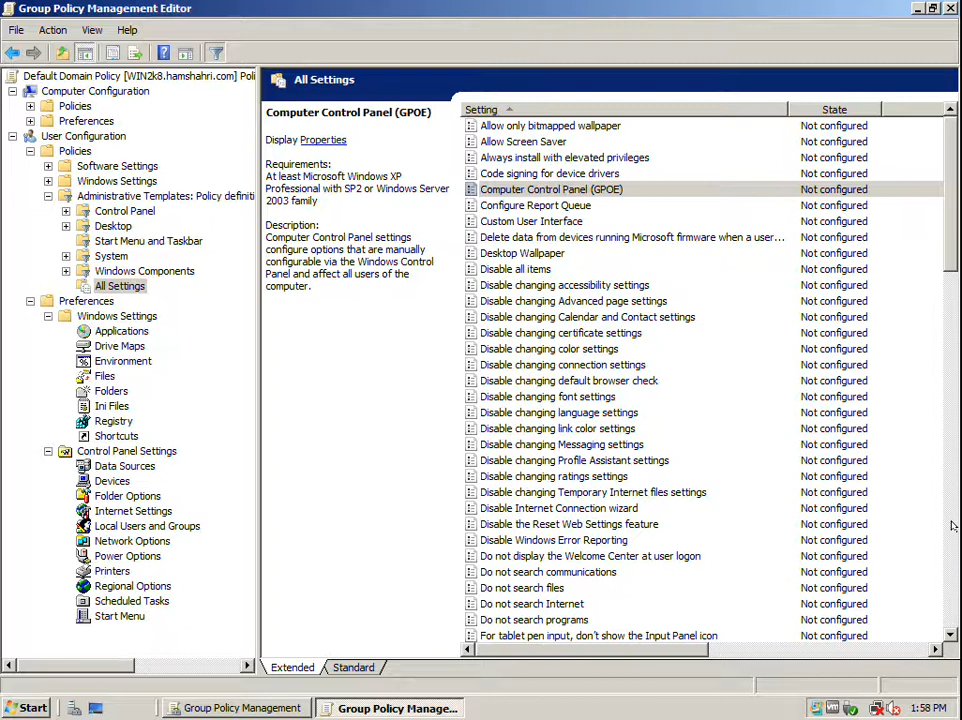 Group Policy Management Editor
File Action View Help
Default Domain Policy [WIN2k8.hamshahri.com] Poli
Computer Configuration
Policies
Preferences
User Configuration
Policies
Software Settings
Windows Settings
Administrative Templates: Policy definiti
Control Panel
Desktop
Start Menu and Taskbar
System
Windows Components
All Settings
Preferences
Windows Settings
Applications
Drive Maps
Environment
Files
Folders
Ini Files
Registry
Shortcuts
Control Panel Settings
Data Sources
Devices
Folder Options
Internet Settings
Local Users and Groups
Network Options
Power Options
Printers
Regional Options
Scheduled Tasks
Start Menu
All Settings
Computer Control Panel (GPOE)
Display Properties
Requirements:
At least Microsoft Windows XP
Professional with SP2 or Windows Server
2003 family
Description:
Computer Control Panel settings
configure options that are manually
configurable via the Windows Control
Panel and affect all users of the
computer.
Setting State
Allow only bitmapped wallpaper Not configured
Allow Screen Saver Not configured
Always install with elevated privileges Not configured
Code signing for device drivers Not configured
Computer Control Panel (GPOE) Not configured
Configure Report Queue Not configured
Custom User Interface Not configured
Delete data from devices running Microsoft firmware when a user... Not configured
Desktop Wallpaper Not configured
Disable all items Not configured
Disable changing accessibility settings Not configured
Disable changing Advanced page settings Not configured
Disable changing Calendar and Contact settings Not configured
Disable changing certificate settings Not configured
Disable changing color settings Not configured
Disable changing connection settings Not configured
Disable changing default browser check Not configured
Disable changing font settings Not configured
Disable changing language settings Not configured
Disable changing link color settings Not configured
Disable changing Messaging settings Not configured
Disable changing Profile Assistant settings Not configured
Disable changing ratings settings Not configured
Disable changing Temporary Internet files settings Not configured
Disable Internet Connection wizard Not configured
Disable the Reset Web Settings feature Not configured
Disable Windows Error Reporting Not configured
Do not display the Welcome Center at user logon Not configured
Do not search communications Not configured
Do not search files Not configured
Do not search Internet Not configured
Do not search programs Not configured
For tablet pen input, don't show the Input Panel icon Not configured
Extended Standard
Start Group Policy Management Group Policy Manage... 1:58 PM